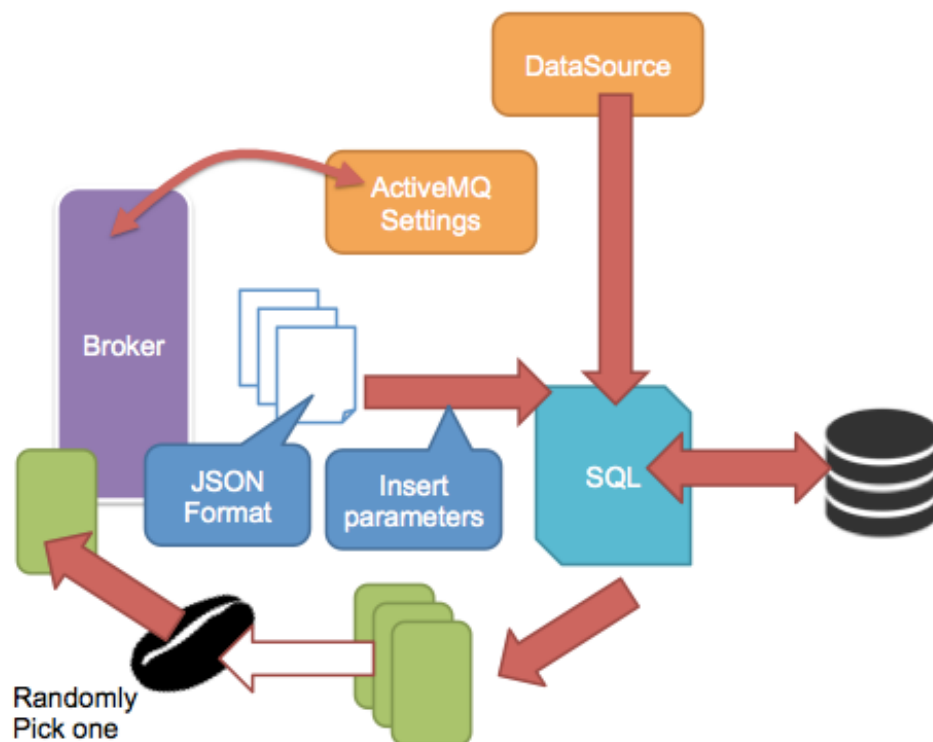 DataSource
ActiveMQ
Settings
Broker
JSON
Format
Insert
parameters
SQL
Randomly
Pick one